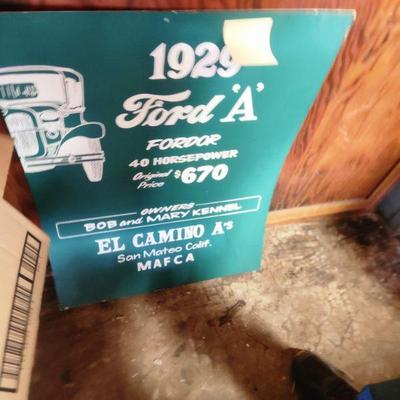 1929
Ford 'A'
FORDOR
40 HORSEPOWER
Original Price $670
OWNERS
BOB and MARY KENNEL
EL CAMINO A's
San Mateo Calif.
MAFCA